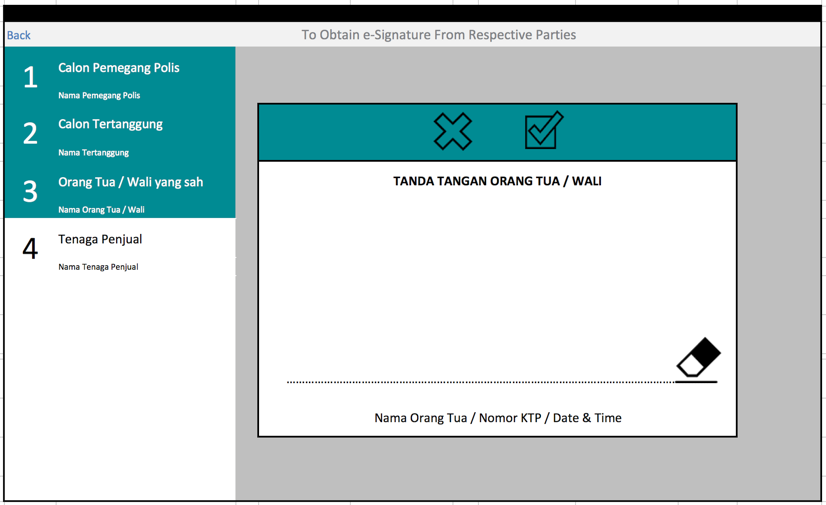 Back
To Obtain e-Signature From Respective Parties
1
Calon Pemegang Polis
Nama Pemegang Polis
2
Calon Tertanggung
Nama Tertanggung
3
Orang Tua / Wali yang sah
Nama Orang Tua / Wali
4
Tenaga Penjual
Nama Tenaga Penjual
TANDA TANGAN ORANG TUA / WALI
Nama Orang Tua / Nomor KTP / Date & Time